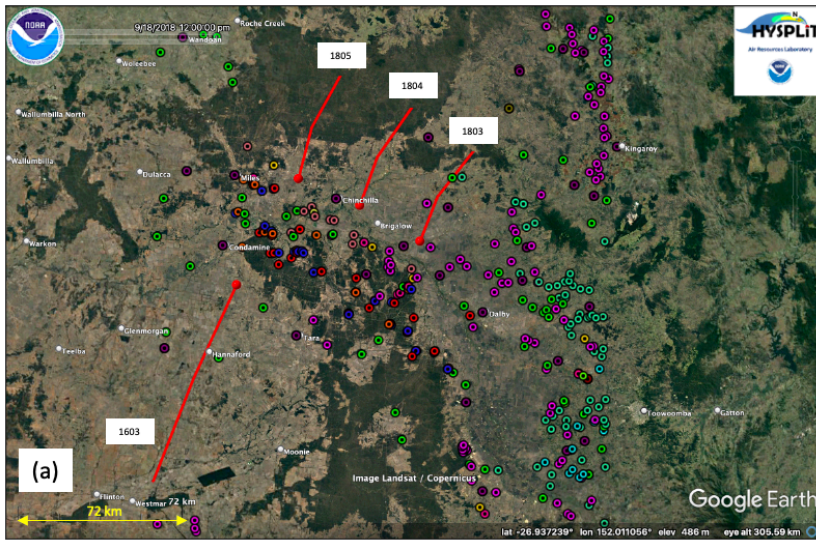 NOAA
9/18/2018 12:00:00 pm
HYSPLIT
Air Resources Laboratory
Roche Creek
Wandoan
Woleebee
1805
1804
1803
Wallumbilla North
Wallumbilla
Dulacca
Miles
Chinchilla
Kingaroy
Brigalow
Warkon
Condamine
Glenmorgan
Teelba
Hannaford
Tara
Dalby
Toowoomba
Gatton
1603
Moonie
(a)
Flinton
Westmar 72 km
72 km
Image Landsat / Copernicus
Google Earth
lat -26.937239° lon 152.011056° elev 486 m eye alt 305.59 km